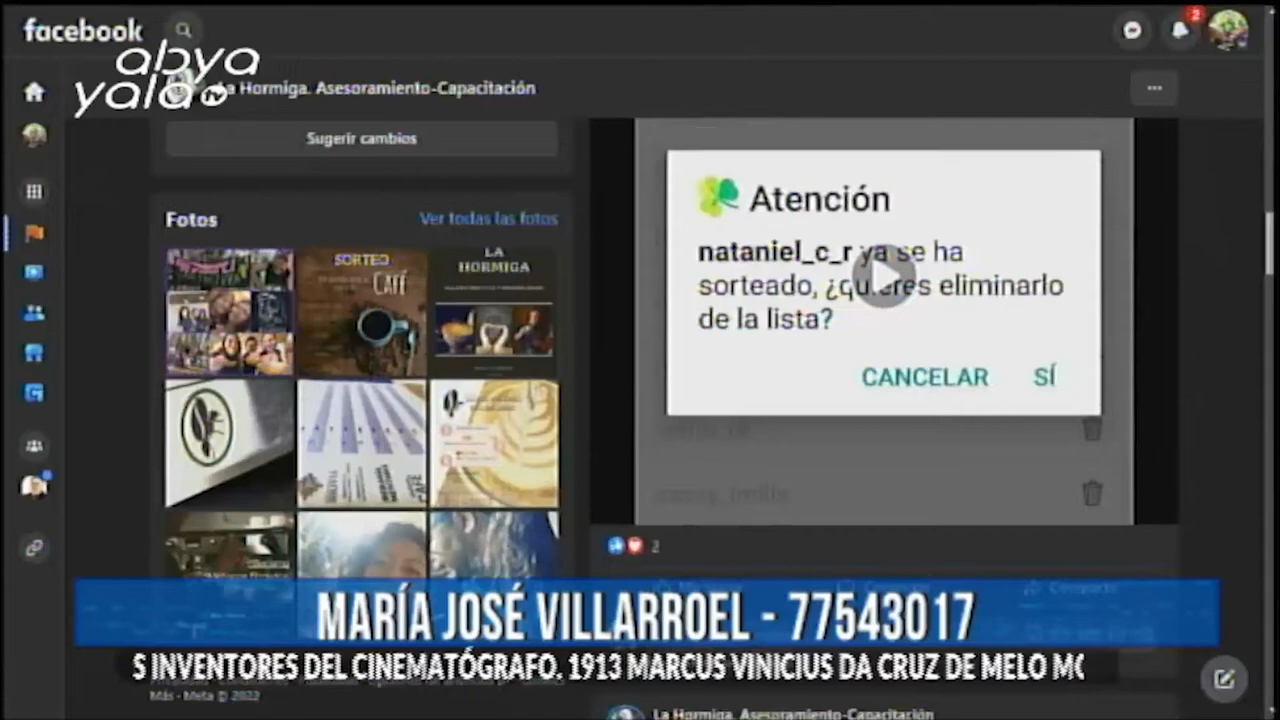 facebook
2
abya
yala tv
La Hormiga. Asesoramiento-Capacitación
Sugerir cambios
Fotos
Ver todas las fotos
SORTEO
CAFÉ
LA
HORMIGA
Atención
nataniel_c_r ya se ha
sorteado, ¿quieres eliminarlo
de la lista?
CANCELAR
SÍ
2
MARÍA JOSÉ VILLARROEL - 77543017
S INVENTORES DEL CINEMATÓGRAFO. 1913 MARCUS VINICIUS DA CRUZ DE MELO MO
Más · Meta © 2022
La Hormiga. Asesoramiento-Capacitación